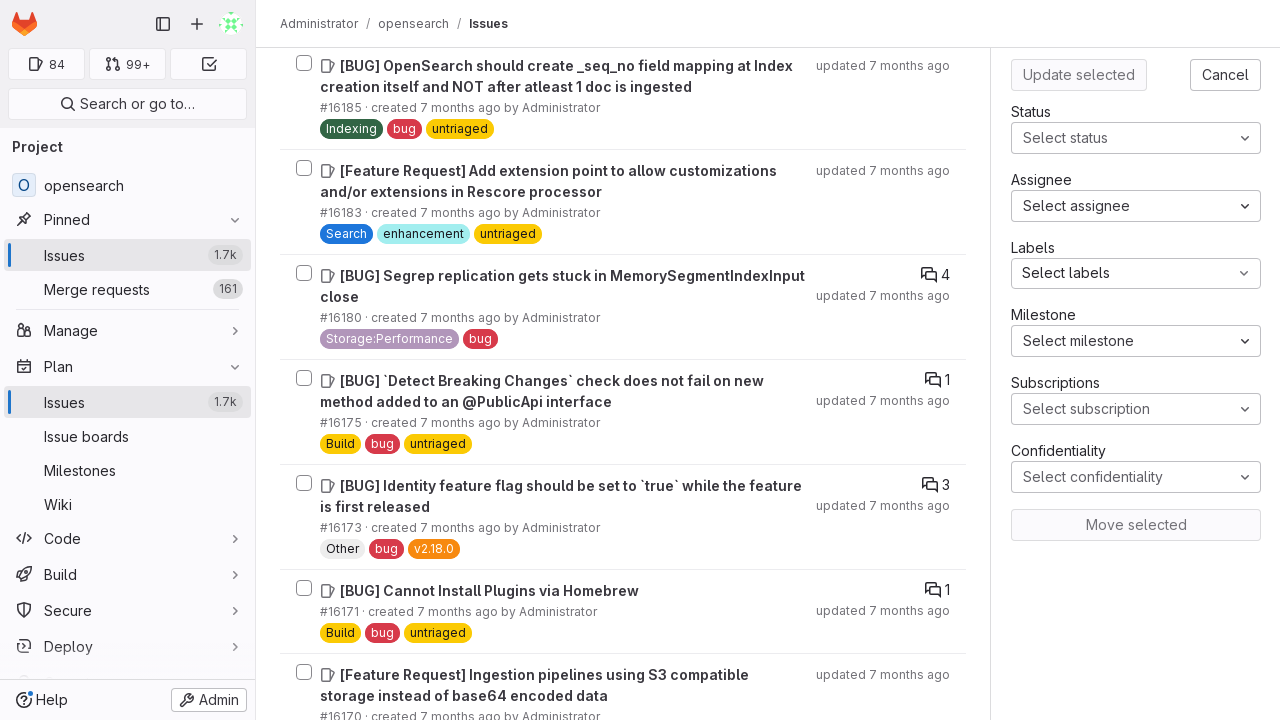 Administrator / opensearch / Issues
84
99+
Search or go to…
Project
O opensearch
Pinned
Issues 1.7k
Merge requests 161
Manage
Plan
Issues 1.7k
Issue boards
Milestones
Wiki
Code
Build
Secure
Deploy
Help
Admin
[BUG] OpenSearch should create _seq_no field mapping at Index
creation itself and NOT after atleast 1 doc is ingested
updated 7 months ago
#16185 · created 7 months ago by Administrator
Indexing bug untriaged
[Feature Request] Add extension point to allow customizations
and/or extensions in Rescore processor
updated 7 months ago
#16183 · created 7 months ago by Administrator
Search enhancement untriaged
[BUG] Segrep replication gets stuck in MemorySegmentIndexInput
close
4
updated 7 months ago
#16180 · created 7 months ago by Administrator
Storage:Performance bug
[BUG] `Detect Breaking Changes` check does not fail on new
method added to an @PublicApi interface
1
updated 7 months ago
#16175 · created 7 months ago by Administrator
Build bug untriaged
[BUG] Identity feature flag should be set to `true` while the feature
is first released
3
updated 7 months ago
#16173 · created 7 months ago by Administrator
Other bug v2.18.0
[BUG] Cannot Install Plugins via Homebrew
1
updated 7 months ago
#16171 · created 7 months ago by Administrator
Build bug untriaged
[Feature Request] Ingestion pipelines using S3 compatible
storage instead of base64 encoded data
updated 7 months ago
#16170 · created 7 months ago by Administrator
Update selected
Cancel
Status
Select status
Assignee
Select assignee
Labels
Select labels
Milestone
Select milestone
Subscriptions
Select subscription
Confidentiality
Select confidentiality
Move selected